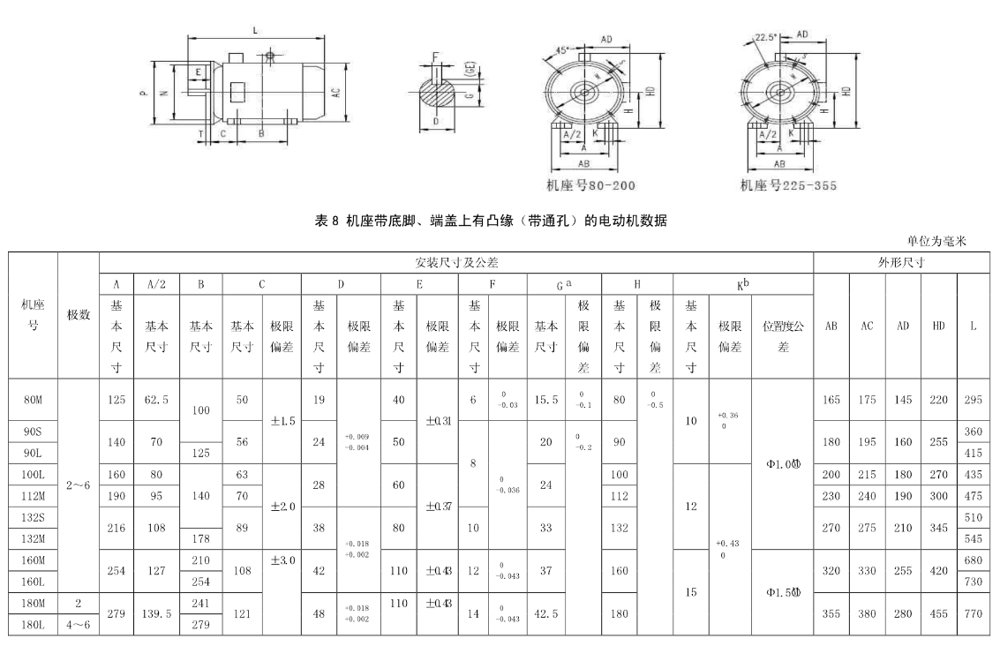 L
E
P
N
AC
T C B
F
(GE)
G
D
45°
AD
S
W
HD
H
A/2 K
A
AB
机座号80-200
22.5°
AD
S
W
HD
H
A/2 K
A
AB
机座号225-355
表 8 机座带底脚、端盖上有凸缘（带通孔）的电动机数据
单位为毫米
机座号 极数 安装尺寸及公差 外形尺寸
A A/2 B C D E F G a H K b AB AC AD HD L
基本尺寸 基本尺寸 基本尺寸 基本尺寸 极限偏差 基本尺寸 极限偏差 基本尺寸 极限偏差 基本尺寸 极限偏差 基本尺寸 极限偏差 基本尺寸 极限偏差 基本尺寸 极限偏差 位置度公差
80M 2～6 125 62.5 100 50 ±1.5 19 +0.009 -0.004 40 ±0.31 6 0 -0.03 15.5 0 -0.1 80 0 -0.5 10 +0.36 0 Φ1.0Ⓜ 165 175 145 220 295
90S 140 70 56 24 50 8 0 -0.036 20 0 -0.2 90 180 195 160 255 360
90L 125 415
100L 160 80 140 63 ±2.0 28 60 ±0.37 24 100 12 +0.43 0 200 215 180 270 435
112M 190 95 70 112 230 240 190 300 475
132S 216 108 89 38 +0.018 +0.002 80 10 33 132 270 275 210 345 510
132M 178 545
160M 254 127 210 108 ±3.0 42 110 ±0.43 12 0 -0.043 37 160 15 Φ1.5Ⓜ 320 330 255 420 680
160L 254 730
180M 2 279 139.5 241 121 48 +0.018 +0.002 110 ±0.43 14 0 -0.043 42.5 180 355 380 280 455 770
180L 4～6 279